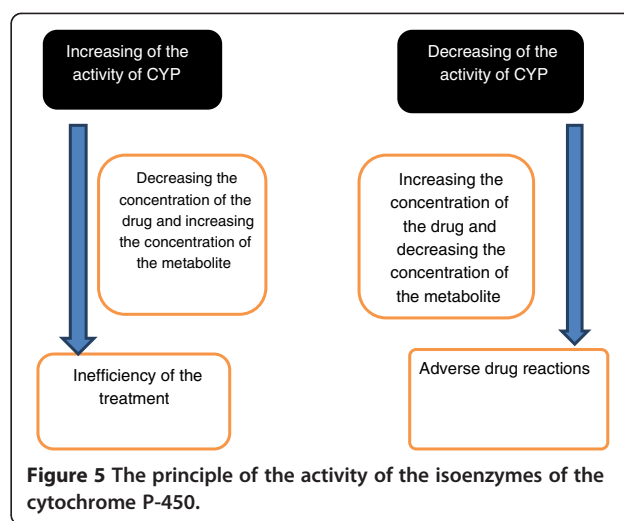 Increasing of the
activity of CYP
Decreasing of the
activity of CYP
Decreasing the
concentration of the
drug and increasing
the concentration of
the metabolite
Increasing the
concentration of
the drug and
decreasing the
concentration of
the metabolite
Inefficiency of the
treatment
Adverse drug reactions
Figure 5 The principle of the activity of the isoenzymes of the
cytochrome P-450.